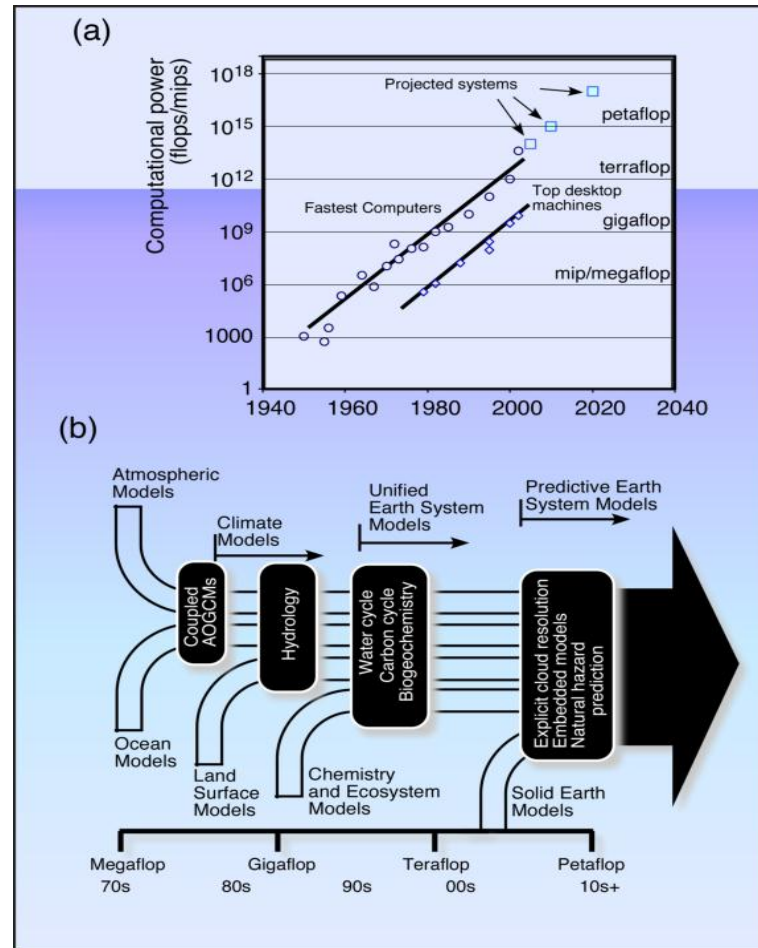 (a)
Computational power
(flops/mips)
10¹⁸
10¹⁵
10¹²
10⁹
10⁶
1000
1
1940
1960
1980
2000
2020
2040
Projected systems
petaflop
terraflop
Fastest Computers
Top desktop
machines
gigaflop
mip/megaflop
(b)
Atmospheric
Models
Climate
Models
Unified
Earth System
Models
Predictive Earth
System Models
Coupled
AOGCMs
Hydrology
Water cycle
Carbon cycle
Biogeochemistry
Explicit cloud resolution
Embedded models
Natural hazard
prediction
Ocean
Models
Land
Surface
Models
Chemistry
and Ecosystem
Models
Solid Earth
Models
Megaflop
Gigaflop
Teraflop
Petaflop
70s
80s
90s
00s
10s+